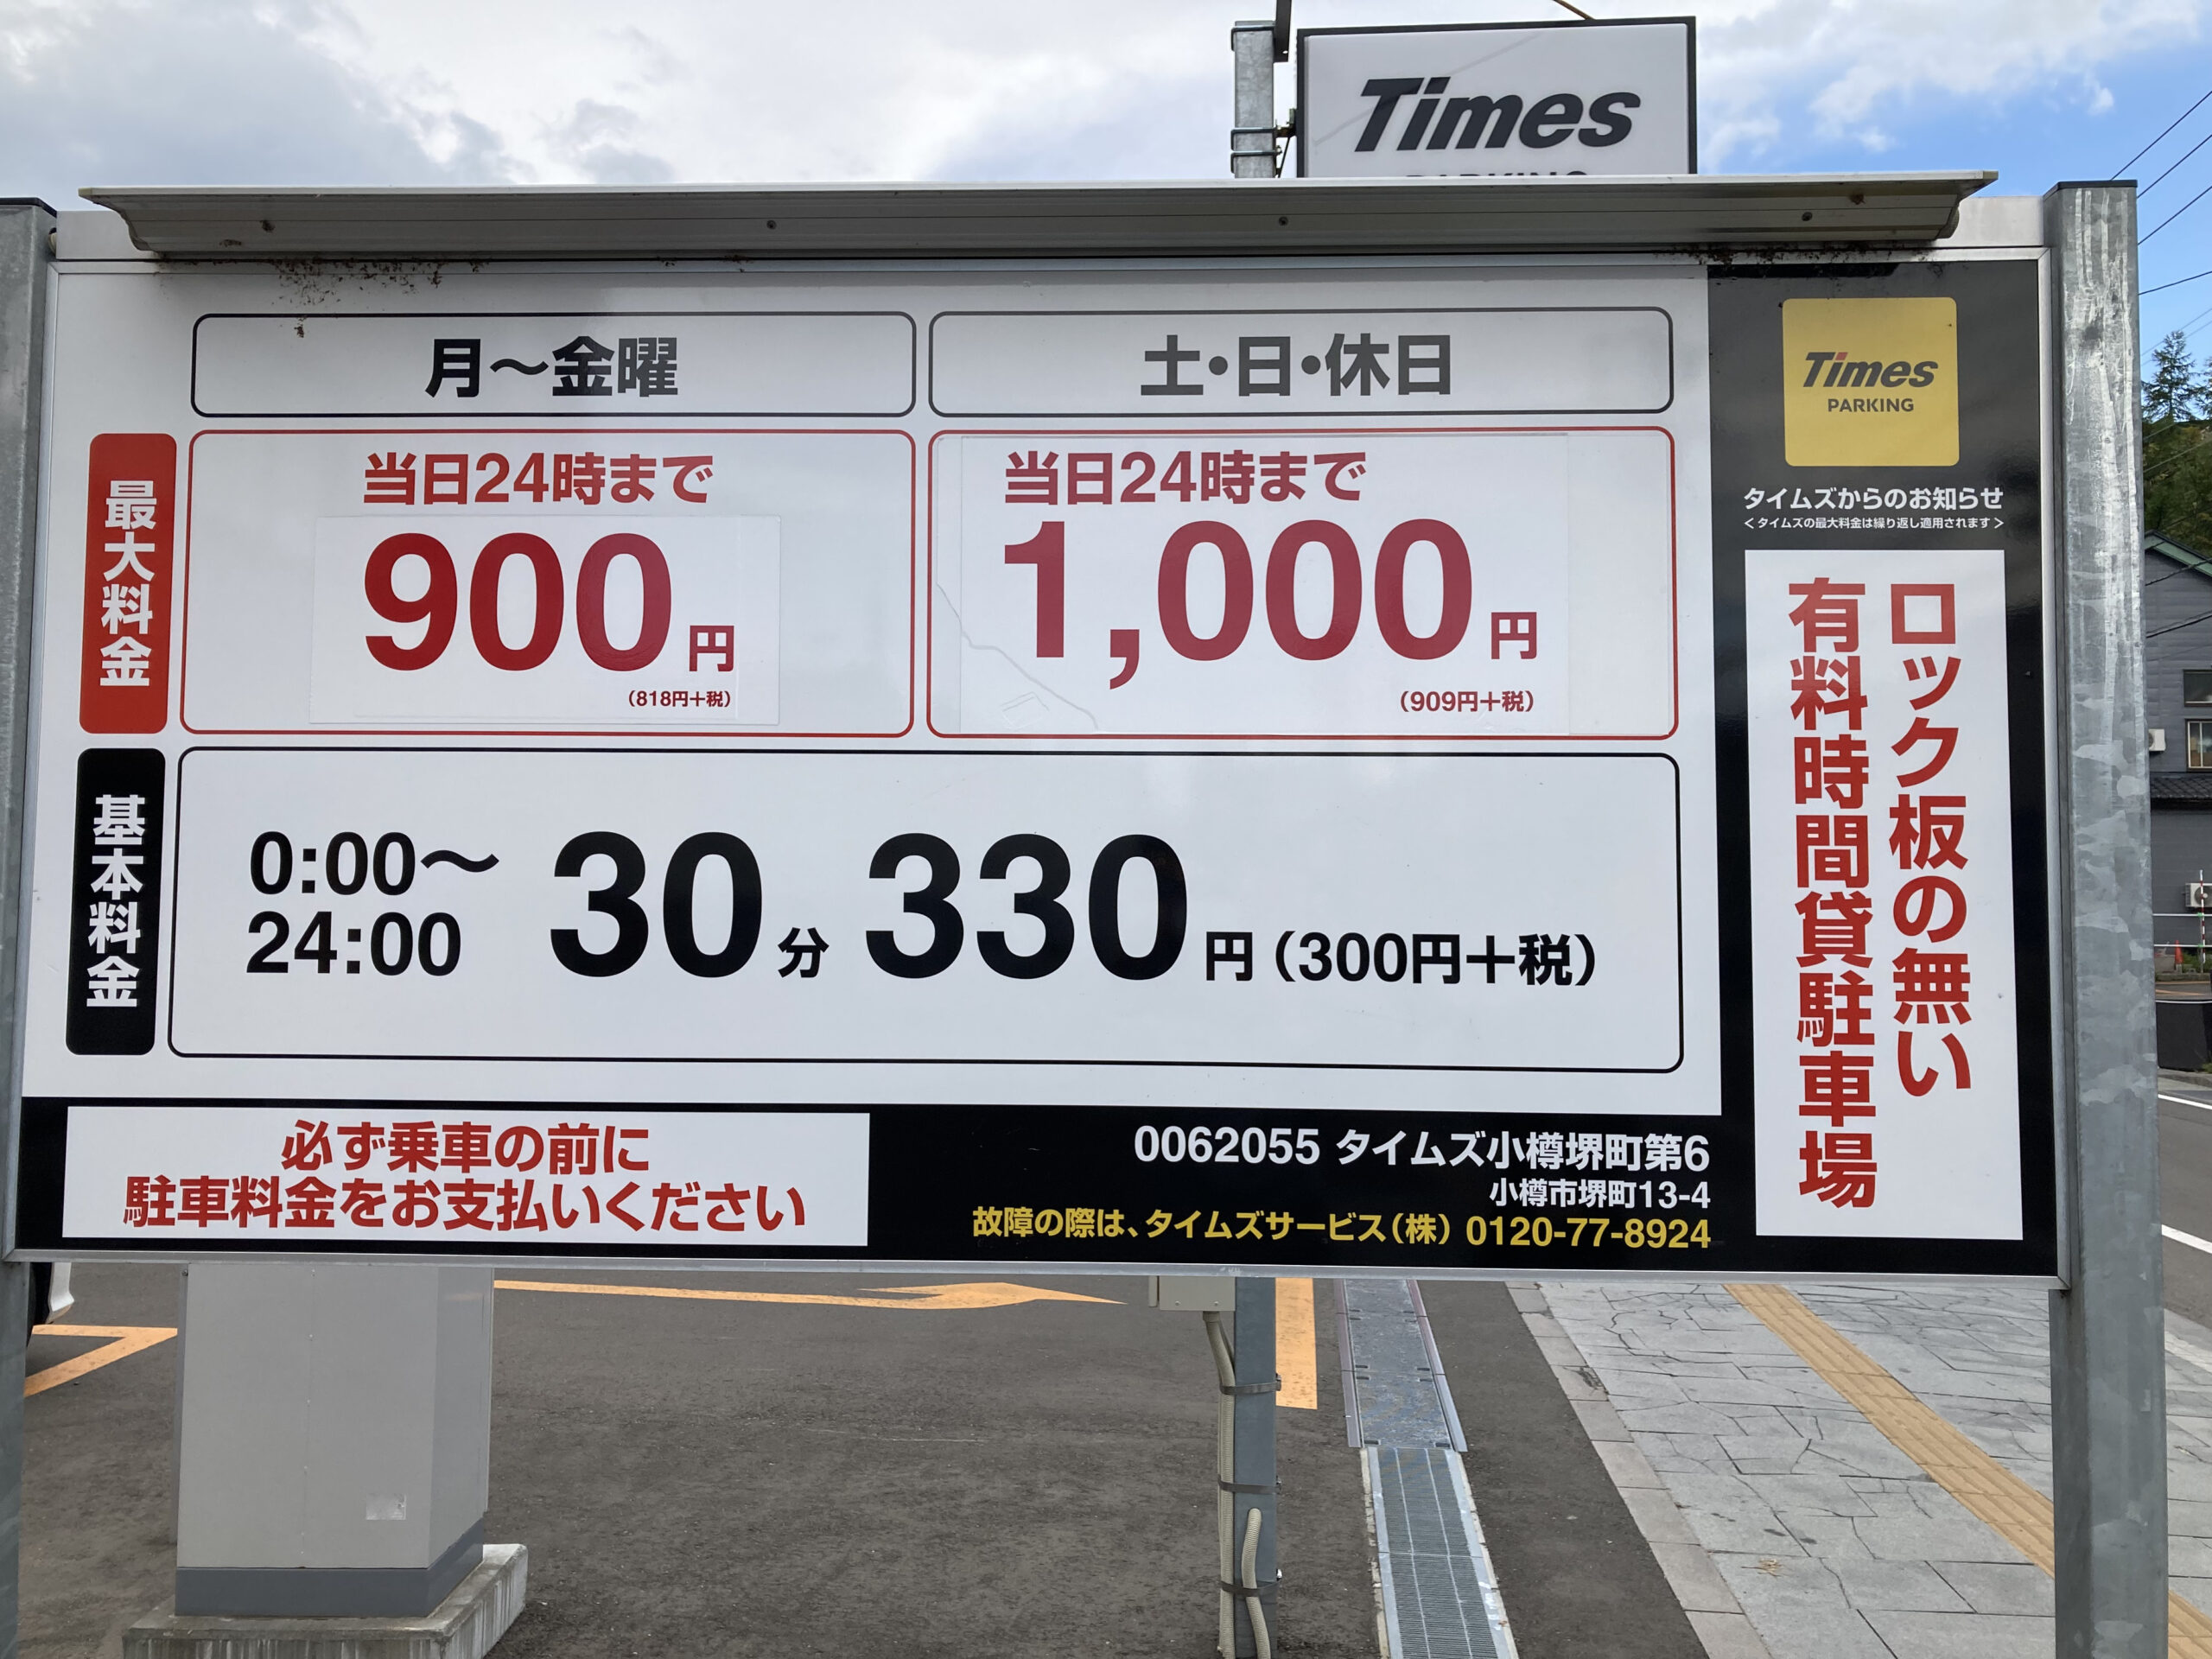 Times
月～金曜
土・日・休日
最大料金
当日24時まで
900円
(818円＋税)
当日24時まで
1,000円
(909円＋税)
基本料金
0:00～
24:00
30分 330円(300円＋税)
必ず乗車の前に
駐車料金をお支払いください
0062055 タイムズ小樽堺町第6
小樽市堺町13-4
故障の際は、タイムズサービス(株) 0120-77-8924
Times
PARKING
タイムズからのお知らせ
<タイムズの最大料金は繰り返し適用されます>
ロック板の無い
有料時間貸駐車場